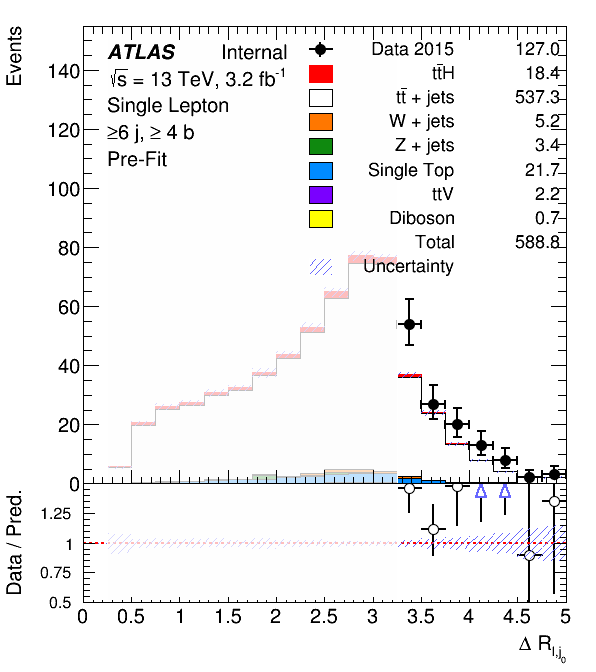 Events
ATLAS Internal
√s = 13 TeV, 3.2 fb⁻¹
Single Lepton
≥6 j, ≥ 4 b
Pre-Fit
Data 2015 127.0
tt̄H 18.4
tt̄ + jets 537.3
W + jets 5.2
Z + jets 3.4
Single Top 21.7
ttV 2.2
Diboson 0.7
Total 588.8
Uncertainty
140
120
100
80
60
40
20
0
Data / Pred.
1.25
1
0.75
0.5
0 0.5 1 1.5 2 2.5 3 3.5 4 4.5 5
Δ R_{l,j_0}